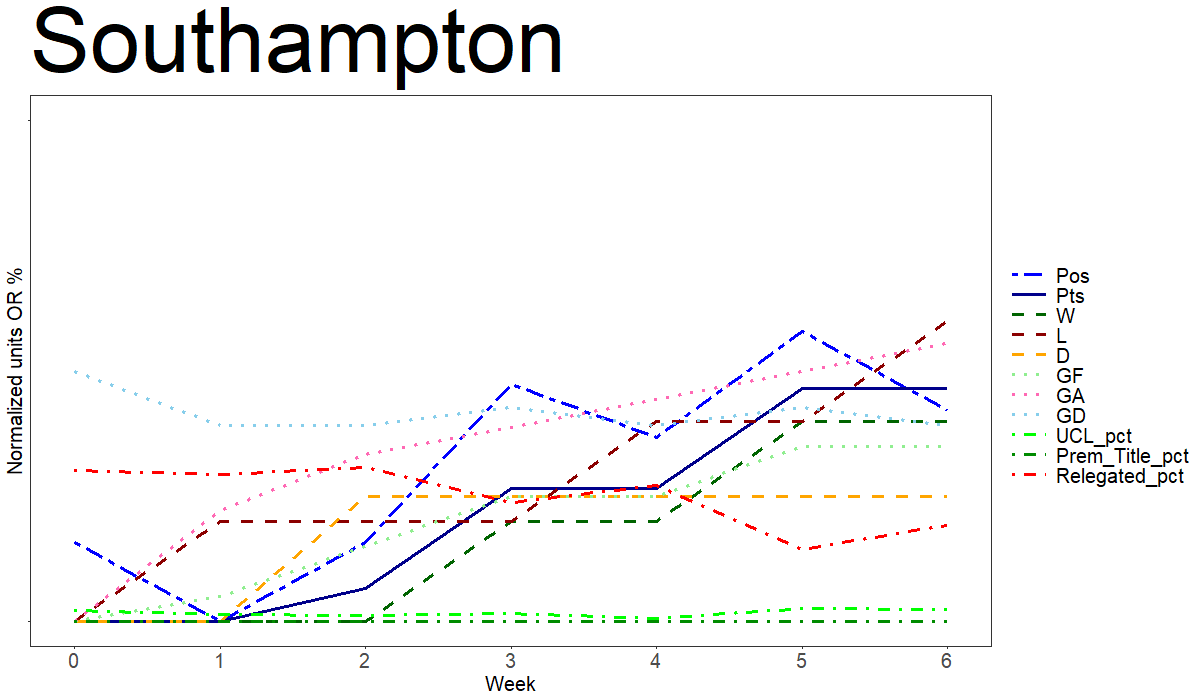 Southampton
Normalized units OR %
0 1 2 3 4 5 6
Week
Pos
Pts
W
L
D
GF
GA
GD
UCL_pct
Prem_Title_pct
Relegated_pct